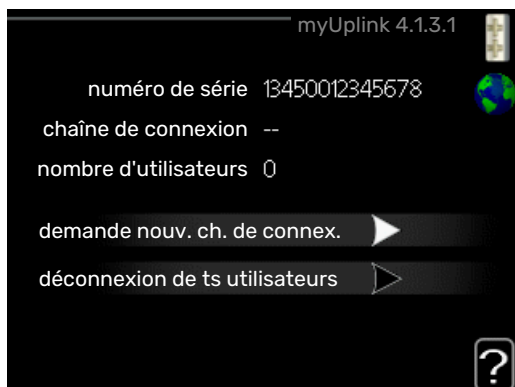 myUplink 4.1.3.1
numéro de série 13450012345678
chaîne de connexion --
nombre d'utilisateurs 0
demande nouv. ch. de connex.
déconnexion de ts utilisateurs
?